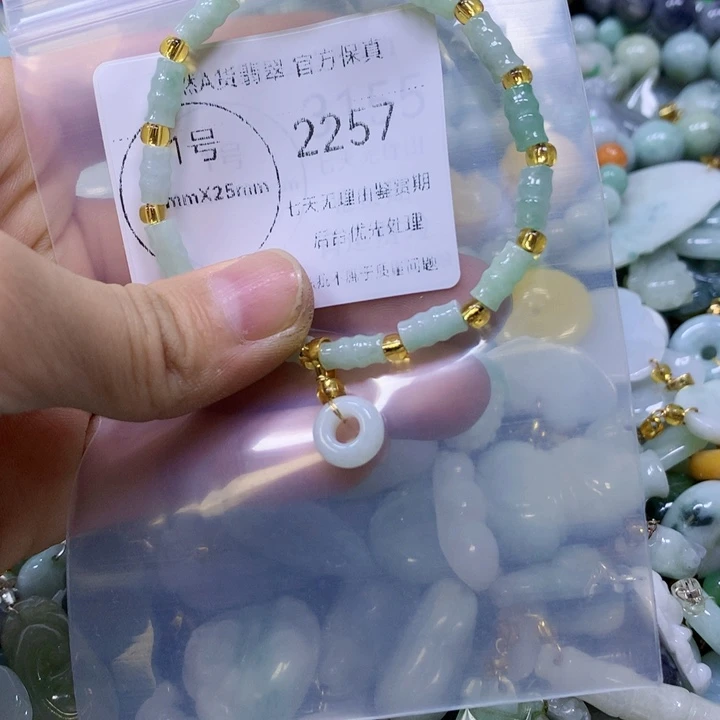 然A货翡翠 官方保真
1号
2257
mmX25mm
七天无理由鉴赏期
后台优先处理